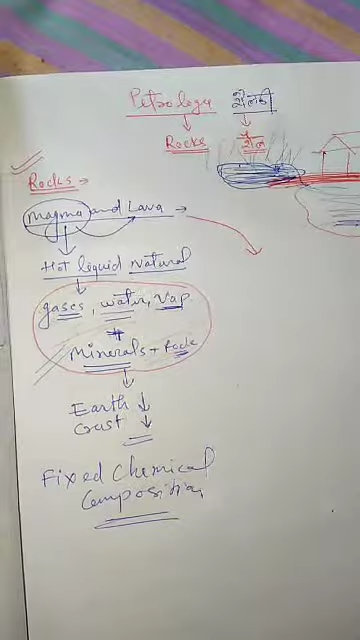 Petrology शैलकी
Rocks शैल
Rocks →
Magma and Lava →
Hot liquid Natural
gases, water, Vap
+
Minerals + Rock
Earth
Crust
Fixed Chemical
Composition